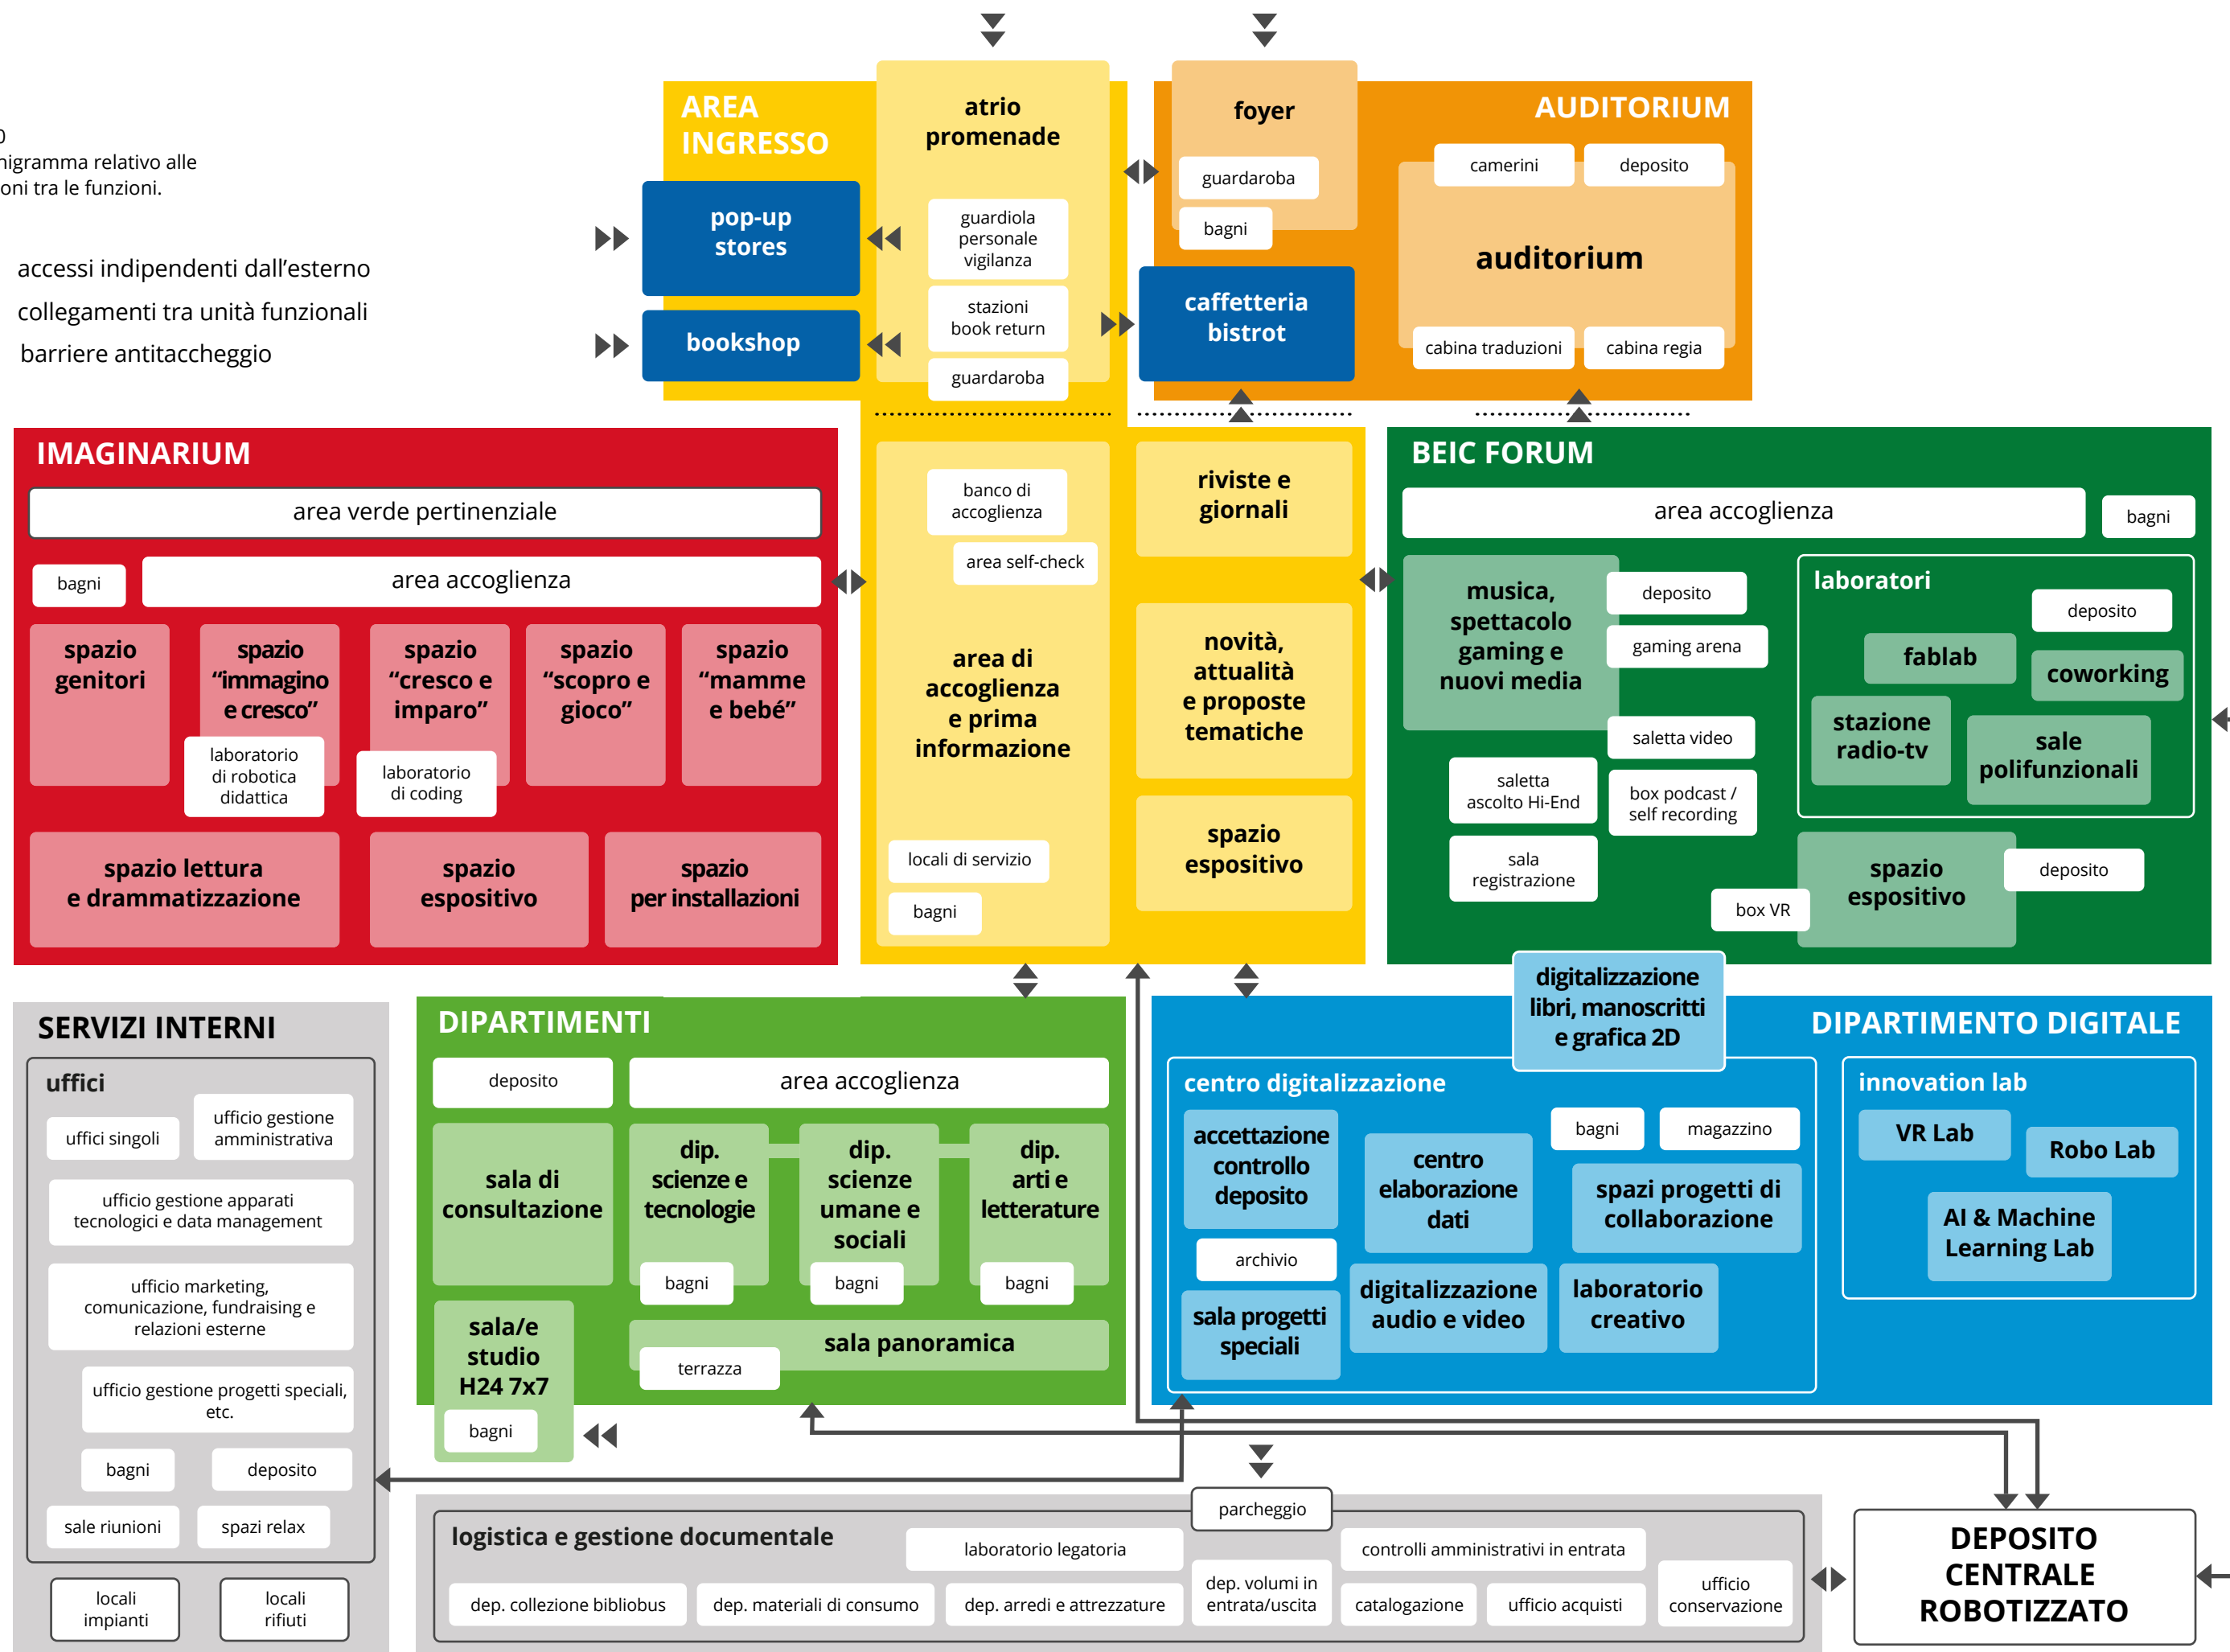 0
nigramma relativo alle
oni tra le funzioni.
accessi indipendenti dall'esterno
collegamenti tra unità funzionali
barriere antitaccheggio
AREA
INGRESSO
atrio
promenade
pop-up
stores
bookshop
guardiola
personale
vigilanza
stazioni
book return
guardaroba
foyer
guardaroba
bagni
caffetteria
bistrot
AUDITORIUM
camerini
deposito
auditorium
cabina traduzioni
cabina regia
IMAGINARIUM
area verde pertinenziale
bagni
area accoglienza
spazio
genitori
spazio
“immagino
e cresco”
laboratorio
di robotica
didattica
spazio
“cresco e
imparo”
laboratorio
di coding
spazio
“scopro e
gioco”
spazio
“mamme
e bebé”
spazio lettura
e drammatizzazione
spazio
espositivo
spazio
per installazioni
banco di
accoglienza
area self-check
area di
accoglienza
e prima
informazione
locali di servizio
bagni
riviste e
giornali
novità,
attualità
e proposte
tematiche
spazio
espositivo
BEIC FORUM
area accoglienza
bagni
musica,
spettacolo
gaming e
nuovi media
deposito
gaming arena
saletta video
saletta
ascolto Hi-End
box podcast /
self recording
sala
registrazione
laboratori
deposito
fablab
coworking
stazione
radio-tv
sale
polifunzionali
spazio
espositivo
deposito
box VR
SERVIZI INTERNI
uffici
uffici singoli
ufficio gestione
amministrativa
ufficio gestione apparati
tecnologici e data management
ufficio marketing,
comunicazione, fundraising e
relazioni esterne
ufficio gestione progetti speciali,
etc.
bagni
deposito
sale riunioni
spazi relax
locali
impianti
locali
rifiuti
DIPARTIMENTI
deposito
area accoglienza
sala di
consultazione
dip.
scienze e
tecnologie
bagni
dip.
scienze
umane e
sociali
bagni
dip.
arti e
letterature
bagni
sala/e
studio
H24 7x7
bagni
sala panoramica
terrazza
DIPARTIMENTO DIGITALE
digitalizzazione
libri, manoscritti
e grafica 2D
centro digitalizzazione
accettazione
controllo
deposito
archivio
sala progetti
speciali
centro
elaborazione
dati
digitalizzazione
audio e video
bagni
magazzino
spazi progetti di
collaborazione
laboratorio
creativo
innovation lab
VR Lab
Robo Lab
AI & Machine
Learning Lab
parcheggio
logistica e gestione documentale
laboratorio legatoria
controlli amministrativi in entrata
dep. collezione bibliobus
dep. materiali di consumo
dep. arredi e attrezzature
dep. volumi in
entrata/uscita
catalogazione
ufficio acquisti
ufficio
conservazione
DEPOSITO
CENTRALE
ROBOTIZZATO